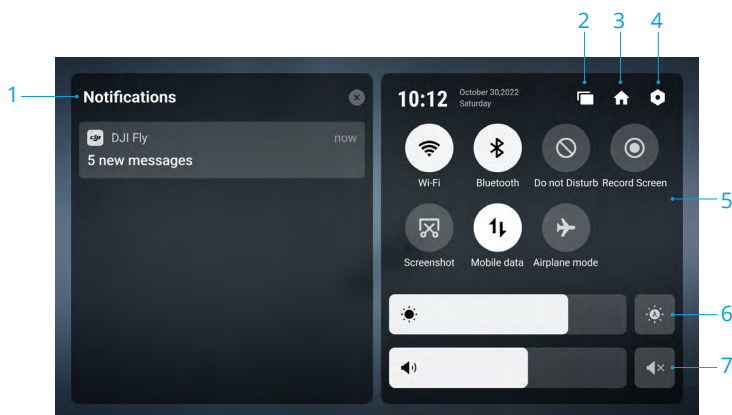 2 3 4
1
Notifications
10:12
October 30,2022
Saturday
DJI Fly now
5 new messages
Wi-Fi Bluetooth Do not Disturb Record Screen
5
Screenshot Mobile data Airplane mode
A
6
7